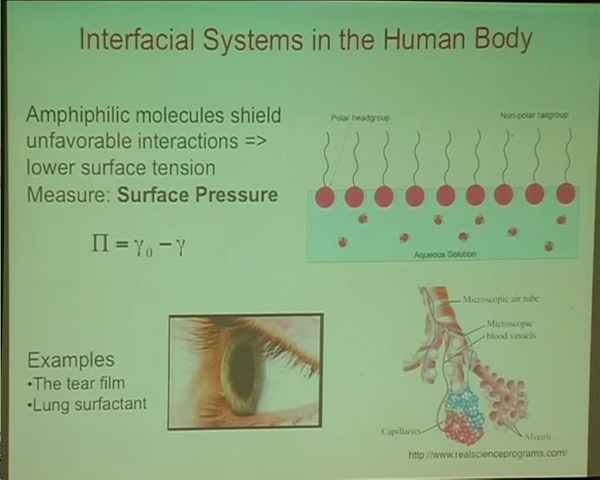 Interfacial Systems in the Human Body
Amphiphilic molecules shield
unfavorable interactions =>
lower surface tension
Measure: Surface Pressure
Π = γ₀ − γ
Polar headgroup
Non-polar tailgroup
Aqueous Solution
Examples
•The tear film
•Lung surfactant
Microscopic air tube
Microscopic
blood vessels
Capillaries
Alveoli
http://www.realscienceprograms.com/